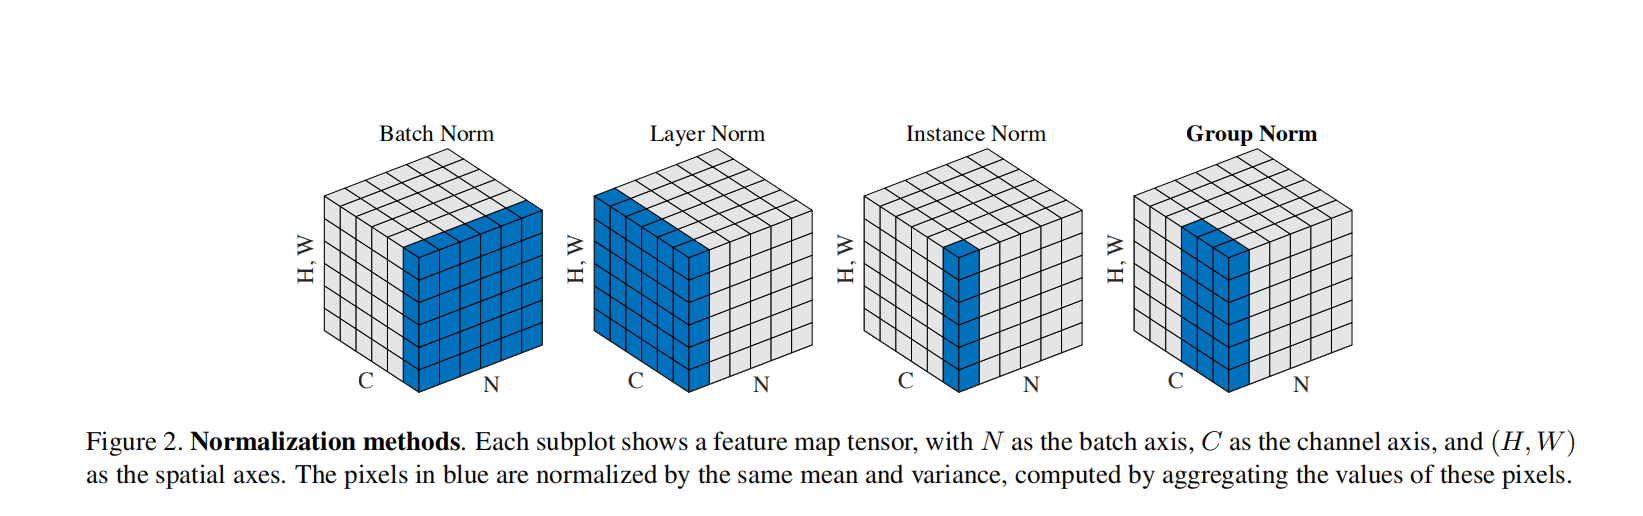 Batch Norm
Layer Norm
Instance Norm
Group Norm
H, W
C
N
H, W
C
N
H, W
C
N
H, W
C
N
Figure 2. Normalization methods. Each subplot shows a feature map tensor, with N as the batch axis, C as the channel axis, and (H, W)
as the spatial axes. The pixels in blue are normalized by the same mean and variance, computed by aggregating the values of these pixels.